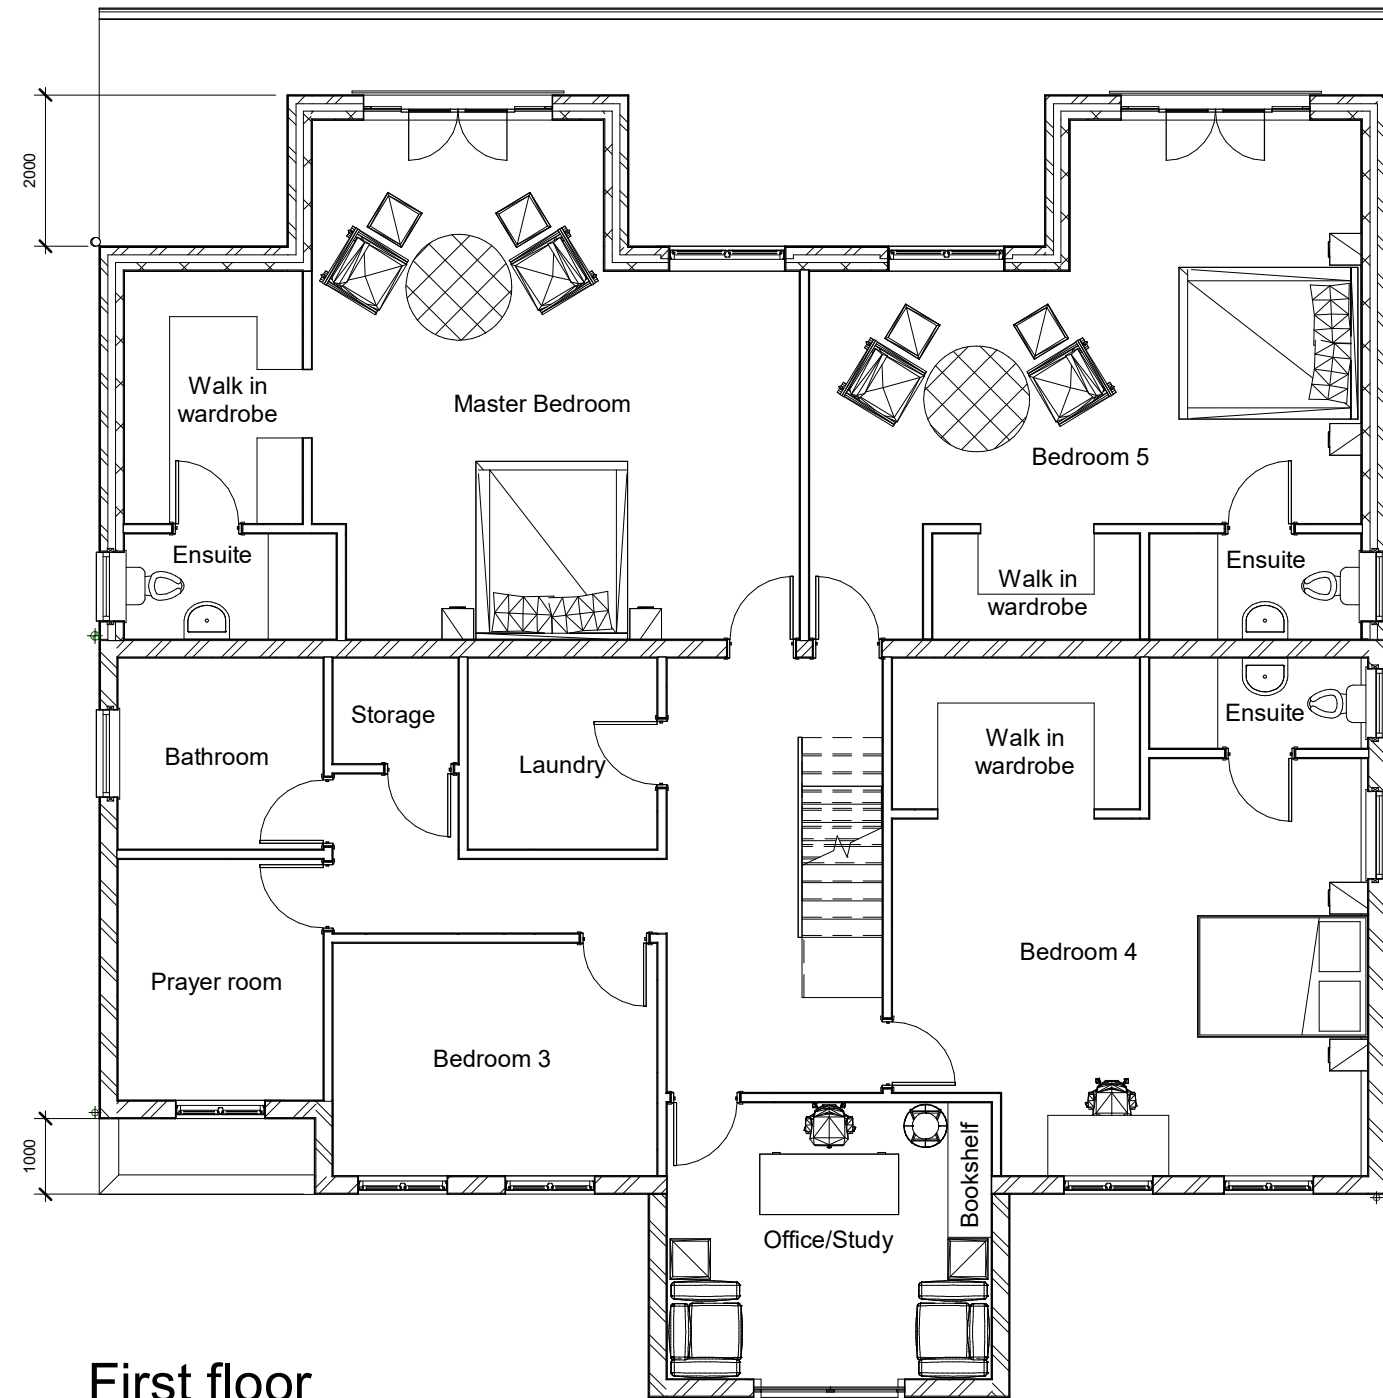 2000
Walk in
wardrobe
Master Bedroom
Bedroom 5
Ensuite
Walk in
wardrobe
Ensuite
Storage
Bathroom
Laundry
Walk in
wardrobe
Ensuite
Prayer room
Bedroom 3
Bedroom 4
1000
Bookshelf
Office/Study
First floor